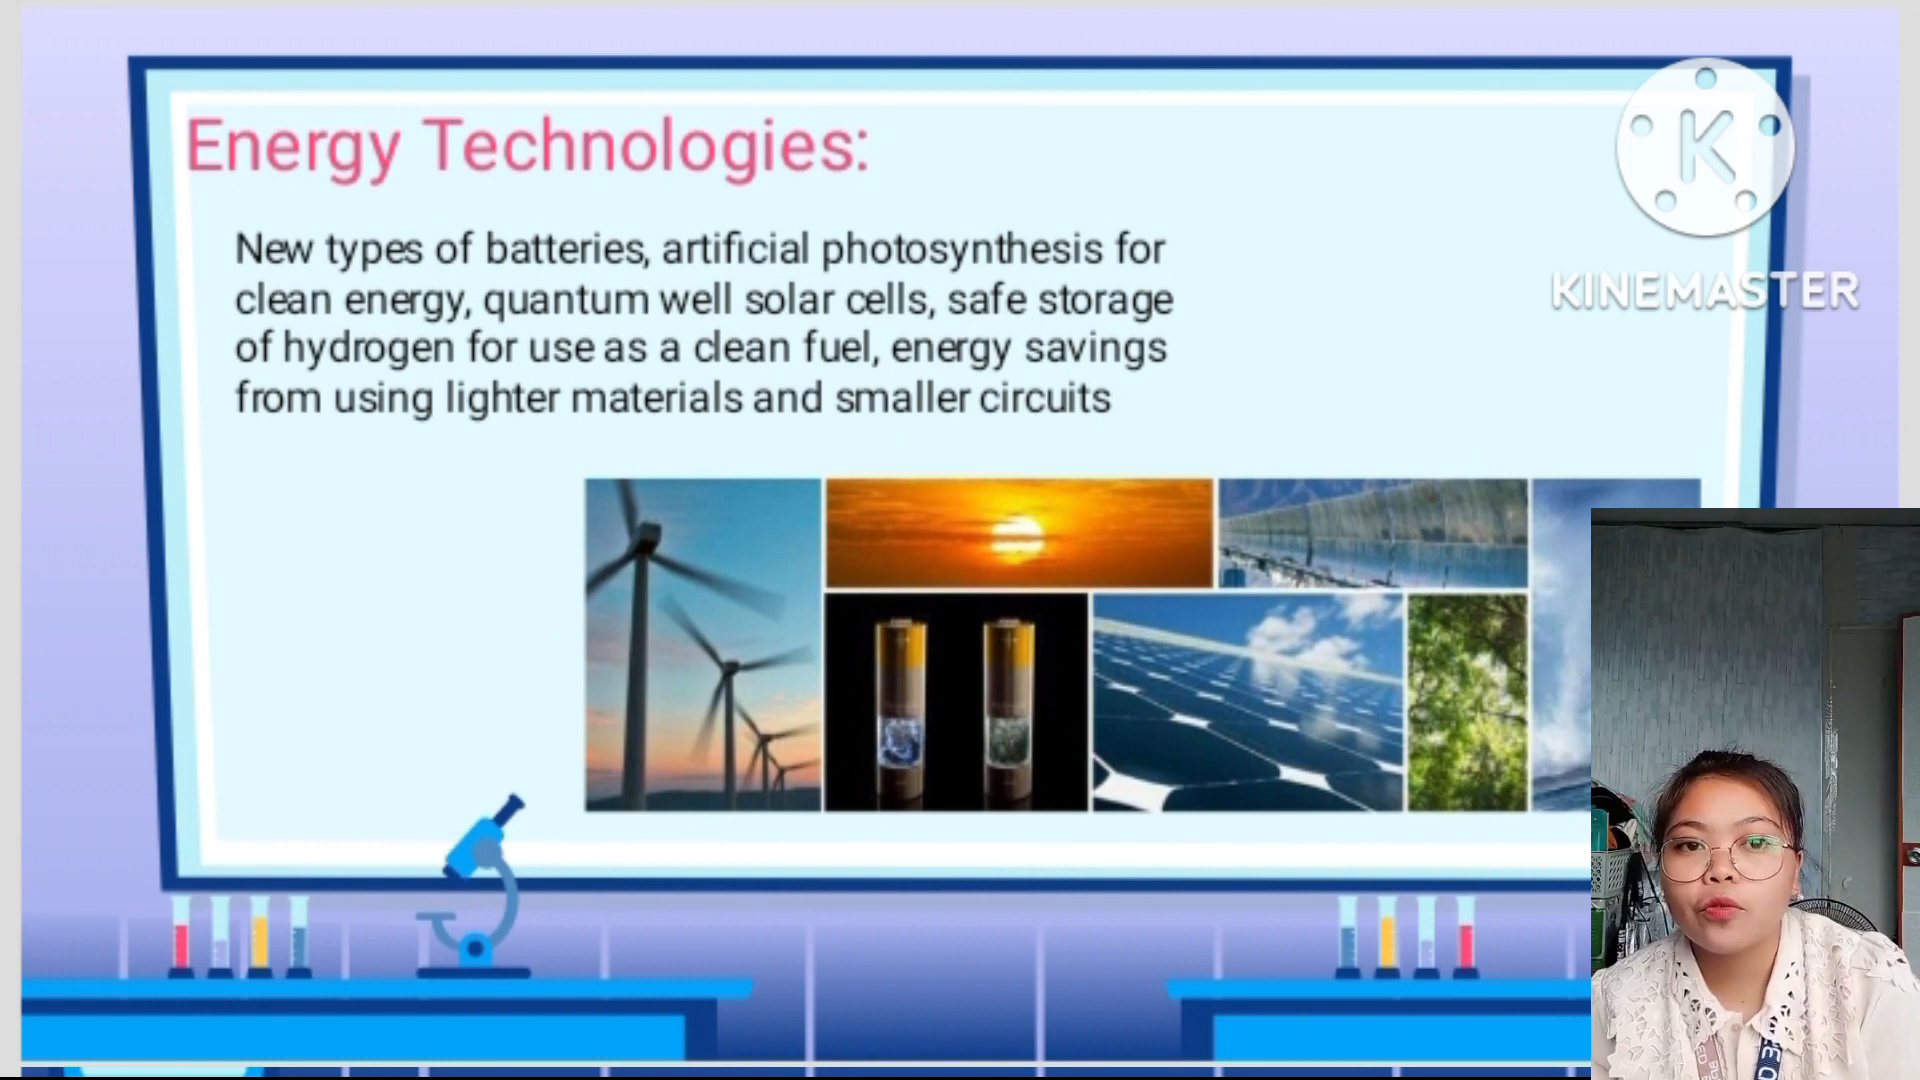 Energy Technologies:
New types of batteries, artificial photosynthesis for
clean energy, quantum well solar cells, safe storage
of hydrogen for use as a clean fuel, energy savings
from using lighter materials and smaller circuits
K
KINEMASTER